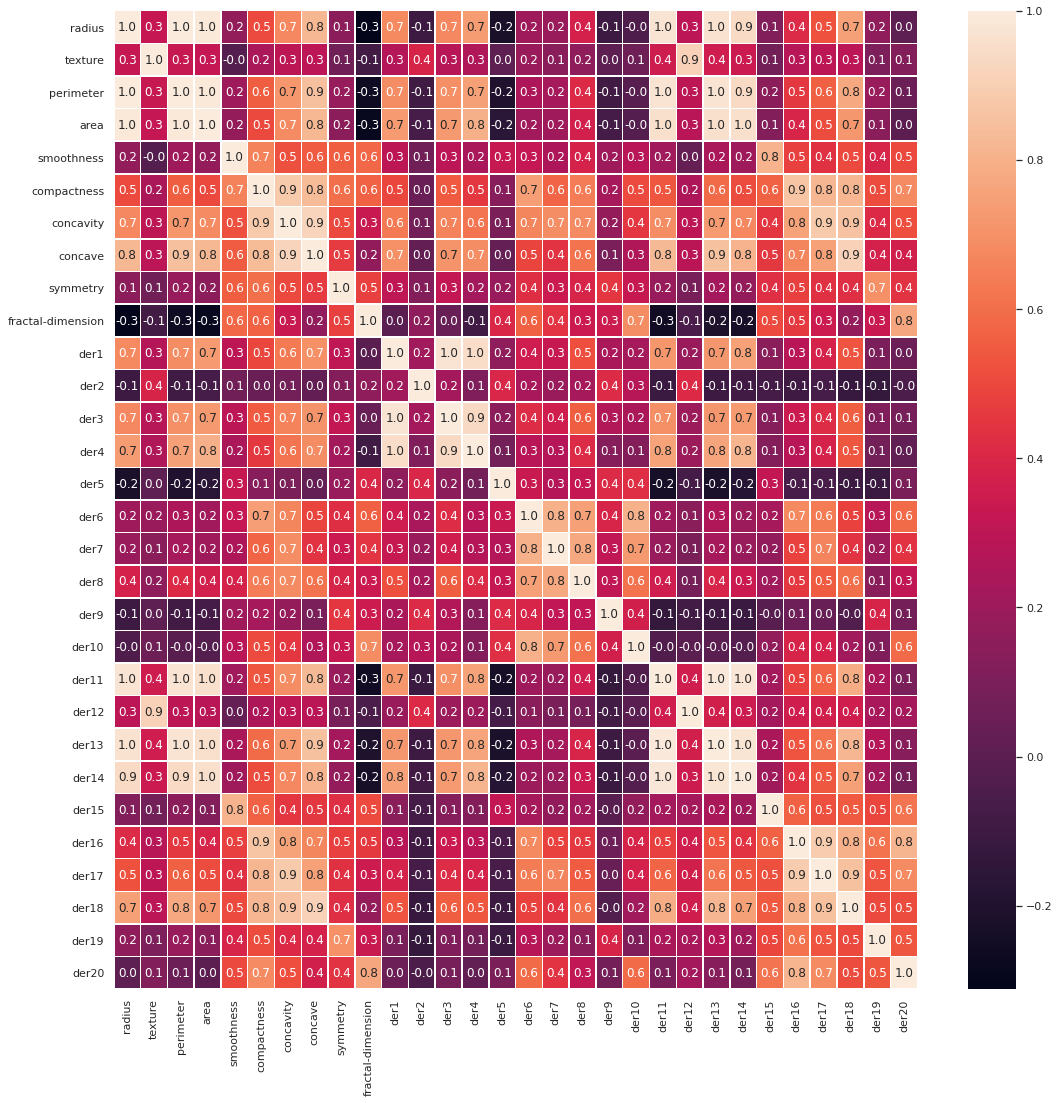 radius 1.0 0.3 1.0 1.0 0.2 0.5 0.7 0.8 0.1 -0.3 0.7 -0.1 0.7 0.7 -0.2 0.2 0.2 0.4 -0.1 -0.0 1.0 0.3 1.0 0.9 0.1 0.4 0.5 0.7 0.2 0.0 1.0
texture 0.3 1.0 0.3 0.3 -0.0 0.2 0.3 0.3 0.1 -0.1 0.3 0.4 0.3 0.3 0.0 0.2 0.1 0.2 0.0 0.1 0.4 0.9 0.4 0.3 0.1 0.3 0.3 0.3 0.1 0.1
perimeter 1.0 0.3 1.0 1.0 0.2 0.6 0.7 0.9 0.2 -0.3 0.7 -0.1 0.7 0.7 -0.2 0.3 0.2 0.4 -0.1 -0.0 1.0 0.3 1.0 0.9 0.2 0.5 0.6 0.8 0.2 0.1
area 1.0 0.3 1.0 1.0 0.2 0.5 0.7 0.8 0.2 -0.3 0.7 -0.1 0.7 0.8 -0.2 0.2 0.2 0.4 -0.1 -0.0 1.0 0.3 1.0 1.0 0.1 0.4 0.5 0.7 0.1 0.0
smoothness 0.2 -0.0 0.2 0.2 1.0 0.7 0.5 0.6 0.6 0.6 0.3 0.1 0.3 0.2 0.3 0.3 0.2 0.4 0.2 0.3 0.2 0.0 0.2 0.2 0.8 0.5 0.4 0.5 0.4 0.5 0.8
compactness 0.5 0.2 0.6 0.5 0.7 1.0 0.9 0.8 0.6 0.6 0.5 0.0 0.5 0.5 0.1 0.7 0.6 0.6 0.2 0.5 0.5 0.2 0.6 0.5 0.6 0.9 0.8 0.8 0.5 0.7
concavity 0.7 0.3 0.7 0.7 0.5 0.9 1.0 0.9 0.5 0.3 0.6 0.1 0.7 0.6 0.1 0.7 0.7 0.7 0.2 0.4 0.7 0.3 0.7 0.7 0.4 0.8 0.9 0.9 0.4 0.5
concave 0.8 0.3 0.9 0.8 0.6 0.8 0.9 1.0 0.5 0.2 0.7 0.0 0.7 0.7 0.0 0.5 0.4 0.6 0.1 0.3 0.8 0.3 0.9 0.8 0.5 0.7 0.8 0.9 0.4 0.4
symmetry 0.1 0.1 0.2 0.2 0.6 0.6 0.5 0.5 1.0 0.5 0.3 0.1 0.3 0.2 0.2 0.4 0.3 0.4 0.4 0.3 0.2 0.1 0.2 0.2 0.4 0.5 0.4 0.4 0.7 0.4
fractal-dimension -0.3 -0.1 -0.3 -0.3 0.6 0.6 0.3 0.2 0.5 1.0 0.0 0.2 0.0 -0.1 0.4 0.6 0.4 0.3 0.3 0.7 -0.3 -0.1 -0.2 -0.2 0.5 0.5 0.3 0.2 0.3 0.8 0.6
der1 0.7 0.3 0.7 0.7 0.3 0.5 0.6 0.7 0.3 0.0 1.0 0.2 1.0 1.0 0.2 0.4 0.3 0.5 0.2 0.2 0.7 0.2 0.7 0.8 0.1 0.3 0.4 0.5 0.1 0.0
der2 -0.1 0.4 -0.1 -0.1 0.1 0.0 0.1 0.0 0.1 0.2 0.2 1.0 0.2 0.1 0.4 0.2 0.2 0.2 0.4 0.3 -0.1 0.4 -0.1 -0.1 -0.1 -0.1 -0.1 -0.1 -0.1 -0.0
der3 0.7 0.3 0.7 0.7 0.3 0.5 0.7 0.7 0.3 0.0 1.0 0.2 1.0 0.9 0.2 0.4 0.4 0.6 0.3 0.2 0.7 0.2 0.7 0.7 0.1 0.3 0.4 0.6 0.1 0.1
der4 0.7 0.3 0.7 0.8 0.2 0.5 0.6 0.7 0.2 -0.1 1.0 0.1 0.9 1.0 0.1 0.3 0.3 0.4 0.1 0.1 0.8 0.2 0.8 0.8 0.1 0.3 0.4 0.5 0.1 0.0 0.4
der5 -0.2 0.0 -0.2 -0.2 0.3 0.1 0.1 0.0 0.2 0.4 0.2 0.4 0.2 0.1 1.0 0.3 0.3 0.3 0.4 0.4 -0.2 -0.1 -0.2 -0.2 0.3 -0.1 -0.1 -0.1 -0.1 0.1
der6 0.2 0.2 0.3 0.2 0.3 0.7 0.7 0.5 0.4 0.6 0.4 0.2 0.4 0.3 0.3 1.0 0.8 0.7 0.4 0.8 0.2 0.1 0.3 0.2 0.2 0.7 0.6 0.5 0.3 0.6
der7 0.2 0.1 0.2 0.2 0.2 0.6 0.7 0.4 0.3 0.4 0.3 0.2 0.4 0.3 0.3 0.8 1.0 0.8 0.3 0.7 0.2 0.1 0.2 0.2 0.2 0.5 0.7 0.4 0.2 0.4
der8 0.4 0.2 0.4 0.4 0.4 0.6 0.7 0.6 0.4 0.3 0.5 0.2 0.6 0.4 0.3 0.7 0.8 1.0 0.3 0.6 0.4 0.1 0.4 0.3 0.2 0.5 0.5 0.6 0.1 0.3
der9 -0.1 0.0 -0.1 -0.1 0.2 0.2 0.2 0.1 0.4 0.3 0.2 0.4 0.3 0.1 0.4 0.4 0.3 0.3 1.0 0.4 -0.1 -0.1 -0.1 -0.1 -0.0 0.1 0.0 -0.0 0.4 0.1 0.2
der10 -0.0 0.1 -0.0 -0.0 0.3 0.5 0.4 0.3 0.3 0.7 0.2 0.3 0.2 0.1 0.4 0.8 0.7 0.6 0.4 1.0 -0.0 -0.0 -0.0 -0.0 0.2 0.4 0.4 0.2 0.1 0.6
der11 1.0 0.4 1.0 1.0 0.2 0.5 0.7 0.8 0.2 -0.3 0.7 -0.1 0.7 0.8 -0.2 0.2 0.2 0.4 -0.1 -0.0 1.0 0.4 1.0 1.0 0.2 0.5 0.6 0.8 0.2 0.1
der12 0.3 0.9 0.3 0.3 0.0 0.2 0.3 0.3 0.1 -0.1 0.2 0.4 0.2 0.2 -0.1 0.1 0.1 0.1 -0.1 -0.0 0.4 1.0 0.4 0.3 0.2 0.4 0.4 0.4 0.2 0.2
der13 1.0 0.4 1.0 1.0 0.2 0.6 0.7 0.9 0.2 -0.2 0.7 -0.1 0.7 0.8 -0.2 0.3 0.2 0.4 -0.1 -0.0 1.0 0.4 1.0 1.0 0.2 0.5 0.6 0.8 0.3 0.1 0.0
der14 0.9 0.3 0.9 1.0 0.2 0.5 0.7 0.8 0.2 -0.2 0.8 -0.1 0.7 0.8 -0.2 0.2 0.2 0.3 -0.1 -0.0 1.0 0.3 1.0 1.0 0.2 0.4 0.5 0.7 0.2 0.1
der15 0.1 0.1 0.2 0.1 0.8 0.6 0.4 0.5 0.4 0.5 0.1 -0.1 0.1 0.1 0.3 0.2 0.2 0.2 -0.0 0.2 0.2 0.2 0.2 0.2 1.0 0.6 0.5 0.5 0.5 0.6
der16 0.4 0.3 0.5 0.4 0.5 0.9 0.8 0.7 0.5 0.5 0.3 -0.1 0.3 0.3 -0.1 0.7 0.5 0.5 0.1 0.4 0.5 0.4 0.5 0.4 0.6 1.0 0.9 0.8 0.6 0.8
der17 0.5 0.3 0.6 0.5 0.4 0.8 0.9 0.8 0.4 0.3 0.4 -0.1 0.4 0.4 -0.1 0.6 0.7 0.5 0.0 0.4 0.6 0.4 0.6 0.5 0.5 0.9 1.0 0.9 0.5 0.7
der18 0.7 0.3 0.8 0.7 0.5 0.8 0.9 0.9 0.4 0.2 0.5 -0.1 0.6 0.5 -0.1 0.5 0.4 0.6 -0.0 0.2 0.8 0.4 0.8 0.7 0.5 0.8 0.9 1.0 0.5 0.5 -0.2
der19 0.2 0.1 0.2 0.1 0.4 0.5 0.4 0.4 0.7 0.3 0.1 -0.1 0.1 0.1 -0.1 0.3 0.2 0.1 0.4 0.1 0.2 0.2 0.3 0.2 0.5 0.6 0.5 0.5 1.0 0.5
der20 0.0 0.1 0.1 0.0 0.5 0.7 0.5 0.4 0.4 0.8 0.0 -0.0 0.1 0.0 0.1 0.6 0.4 0.3 0.1 0.6 0.1 0.2 0.1 0.1 0.6 0.8 0.7 0.5 0.5 1.0
radius texture perimeter area smoothness compactness concavity concave symmetry fractal-dimension der1 der2 der3 der4 der5 der6 der7 der8 der9 der10 der11 der12 der13 der14 der15 der16 der17 der18 der19 der20